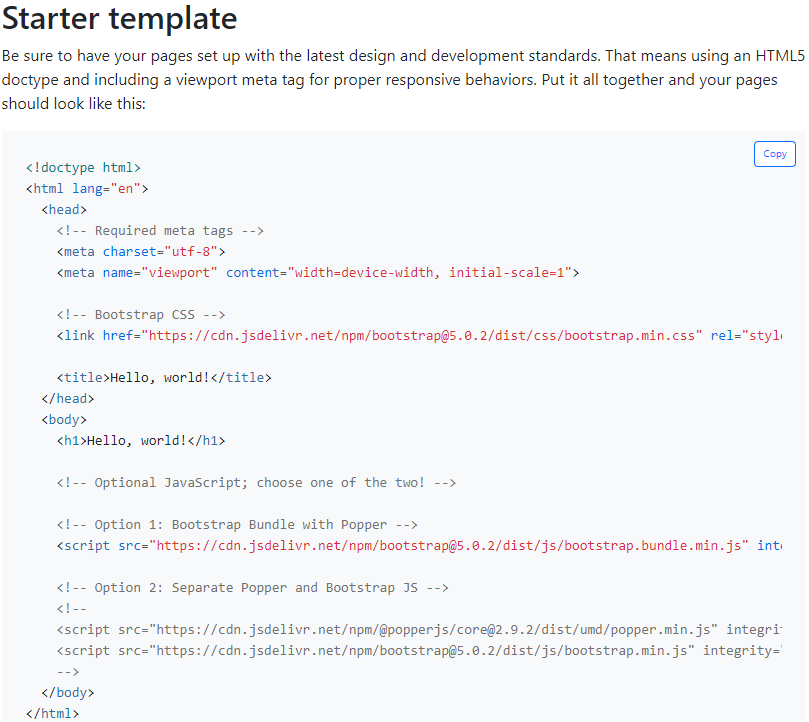 Starter template
Be sure to have your pages set up with the latest design and development standards. That means using an HTML5
doctype and including a viewport meta tag for proper responsive behaviors. Put it all together and your pages
should look like this:
Copy
<!doctype html>
<html lang="en">
  <head>
    <!-- Required meta tags -->
    <meta charset="utf-8">
    <meta name="viewport" content="width=device-width, initial-scale=1">

    <!-- Bootstrap CSS -->
    <link href="https://cdn.jsdelivr.net/npm/bootstrap@5.0.2/dist/css/bootstrap.min.css" rel="style

    <title>Hello, world!</title>
  </head>
  <body>
    <h1>Hello, world!</h1>

    <!-- Optional JavaScript; choose one of the two! -->

    <!-- Option 1: Bootstrap Bundle with Popper -->
    <script src="https://cdn.jsdelivr.net/npm/bootstrap@5.0.2/dist/js/bootstrap.bundle.min.js" inte

    <!-- Option 2: Separate Popper and Bootstrap JS -->
    <!--
    <script src="https://cdn.jsdelivr.net/npm/@popperjs/core@2.9.2/dist/umd/popper.min.js" integrit
    <script src="https://cdn.jsdelivr.net/npm/bootstrap@5.0.2/dist/js/bootstrap.min.js" integrity="
    -->
  </body>
</html>